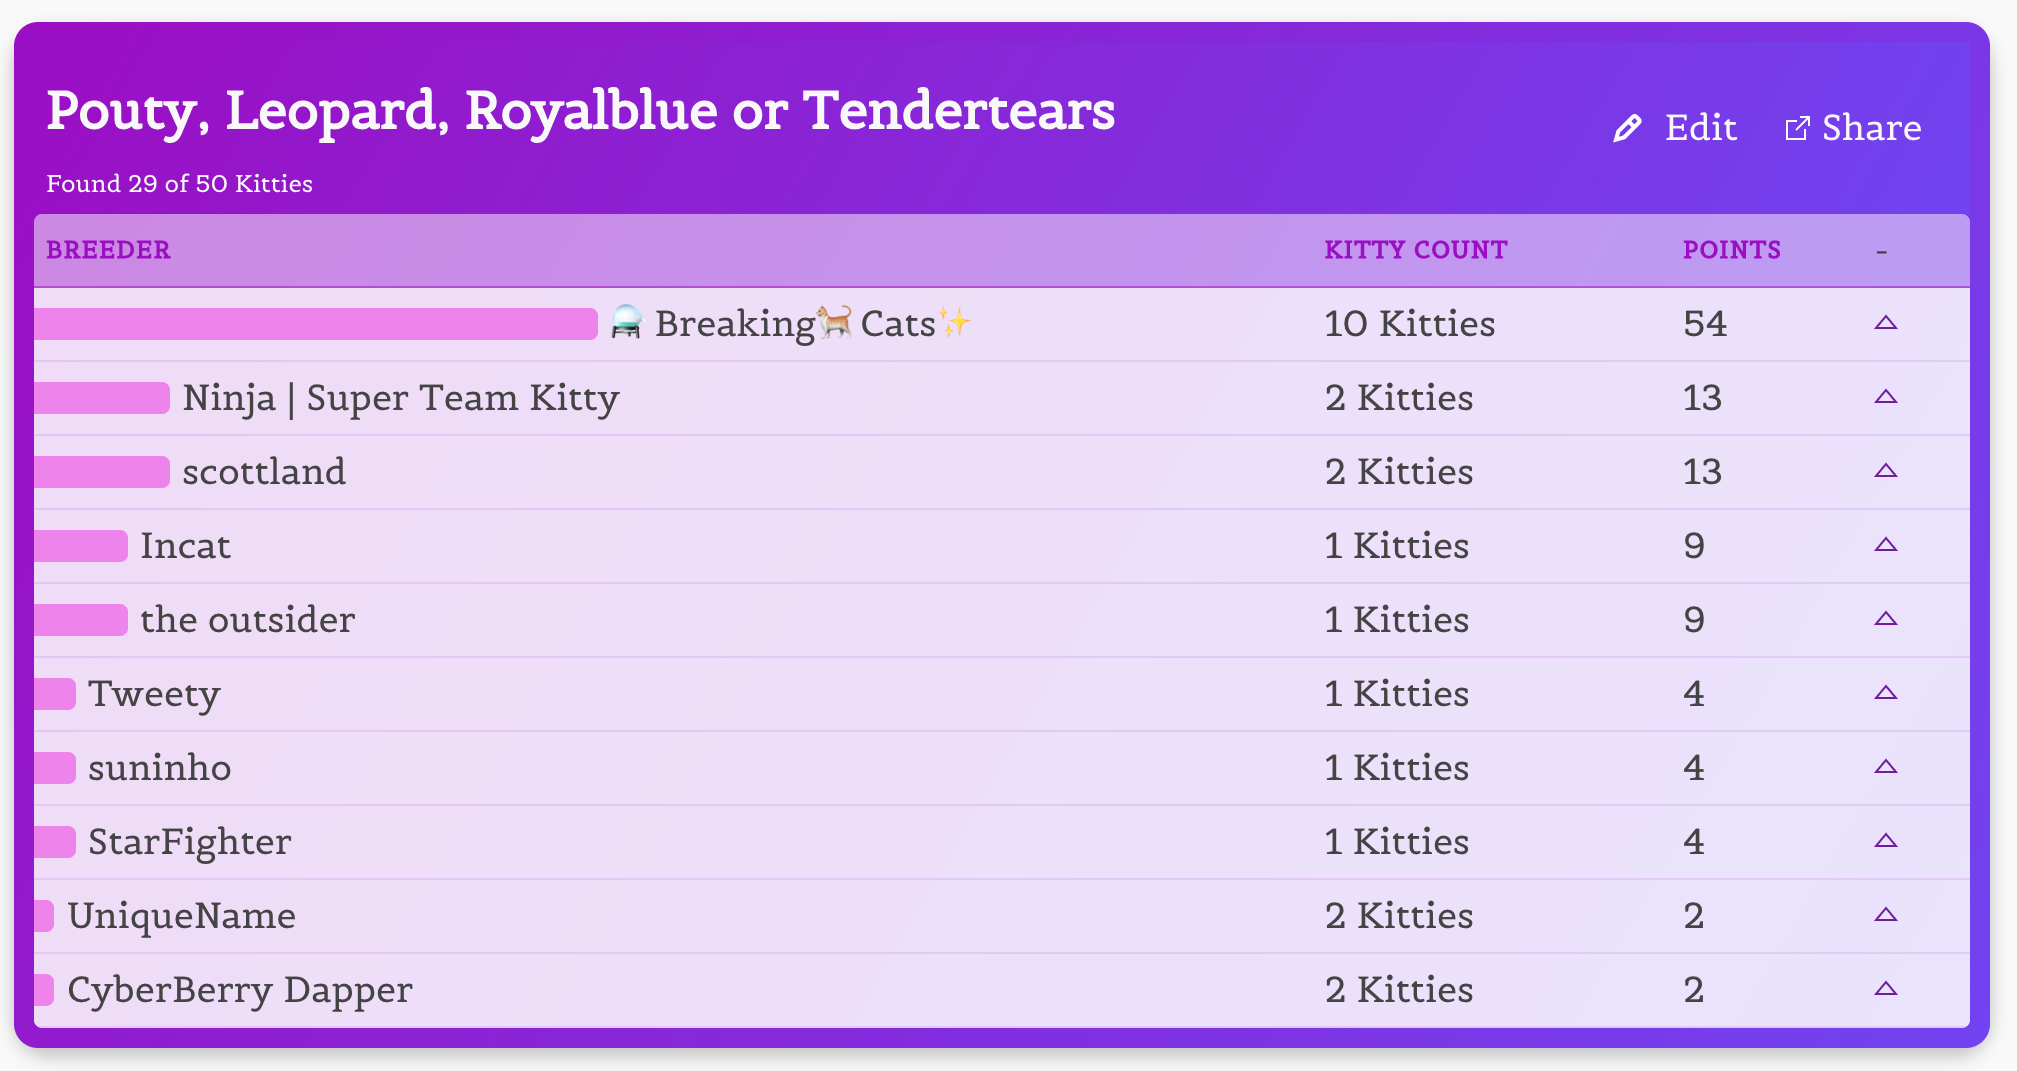 Pouty, Leopard, Royalblue or Tendertears
Edit Share
Found 29 of 50 Kitties
BREEDER KITTY COUNT POINTS -
Breaking🐈Cats✨ 10 Kitties 54
Ninja | Super Team Kitty 2 Kitties 13
scottland 2 Kitties 13
Incat 1 Kitties 9
the outsider 1 Kitties 9
Tweety 1 Kitties 4
suninho 1 Kitties 4
StarFighter 1 Kitties 4
UniqueName 2 Kitties 2
CyberBerry Dapper 2 Kitties 2